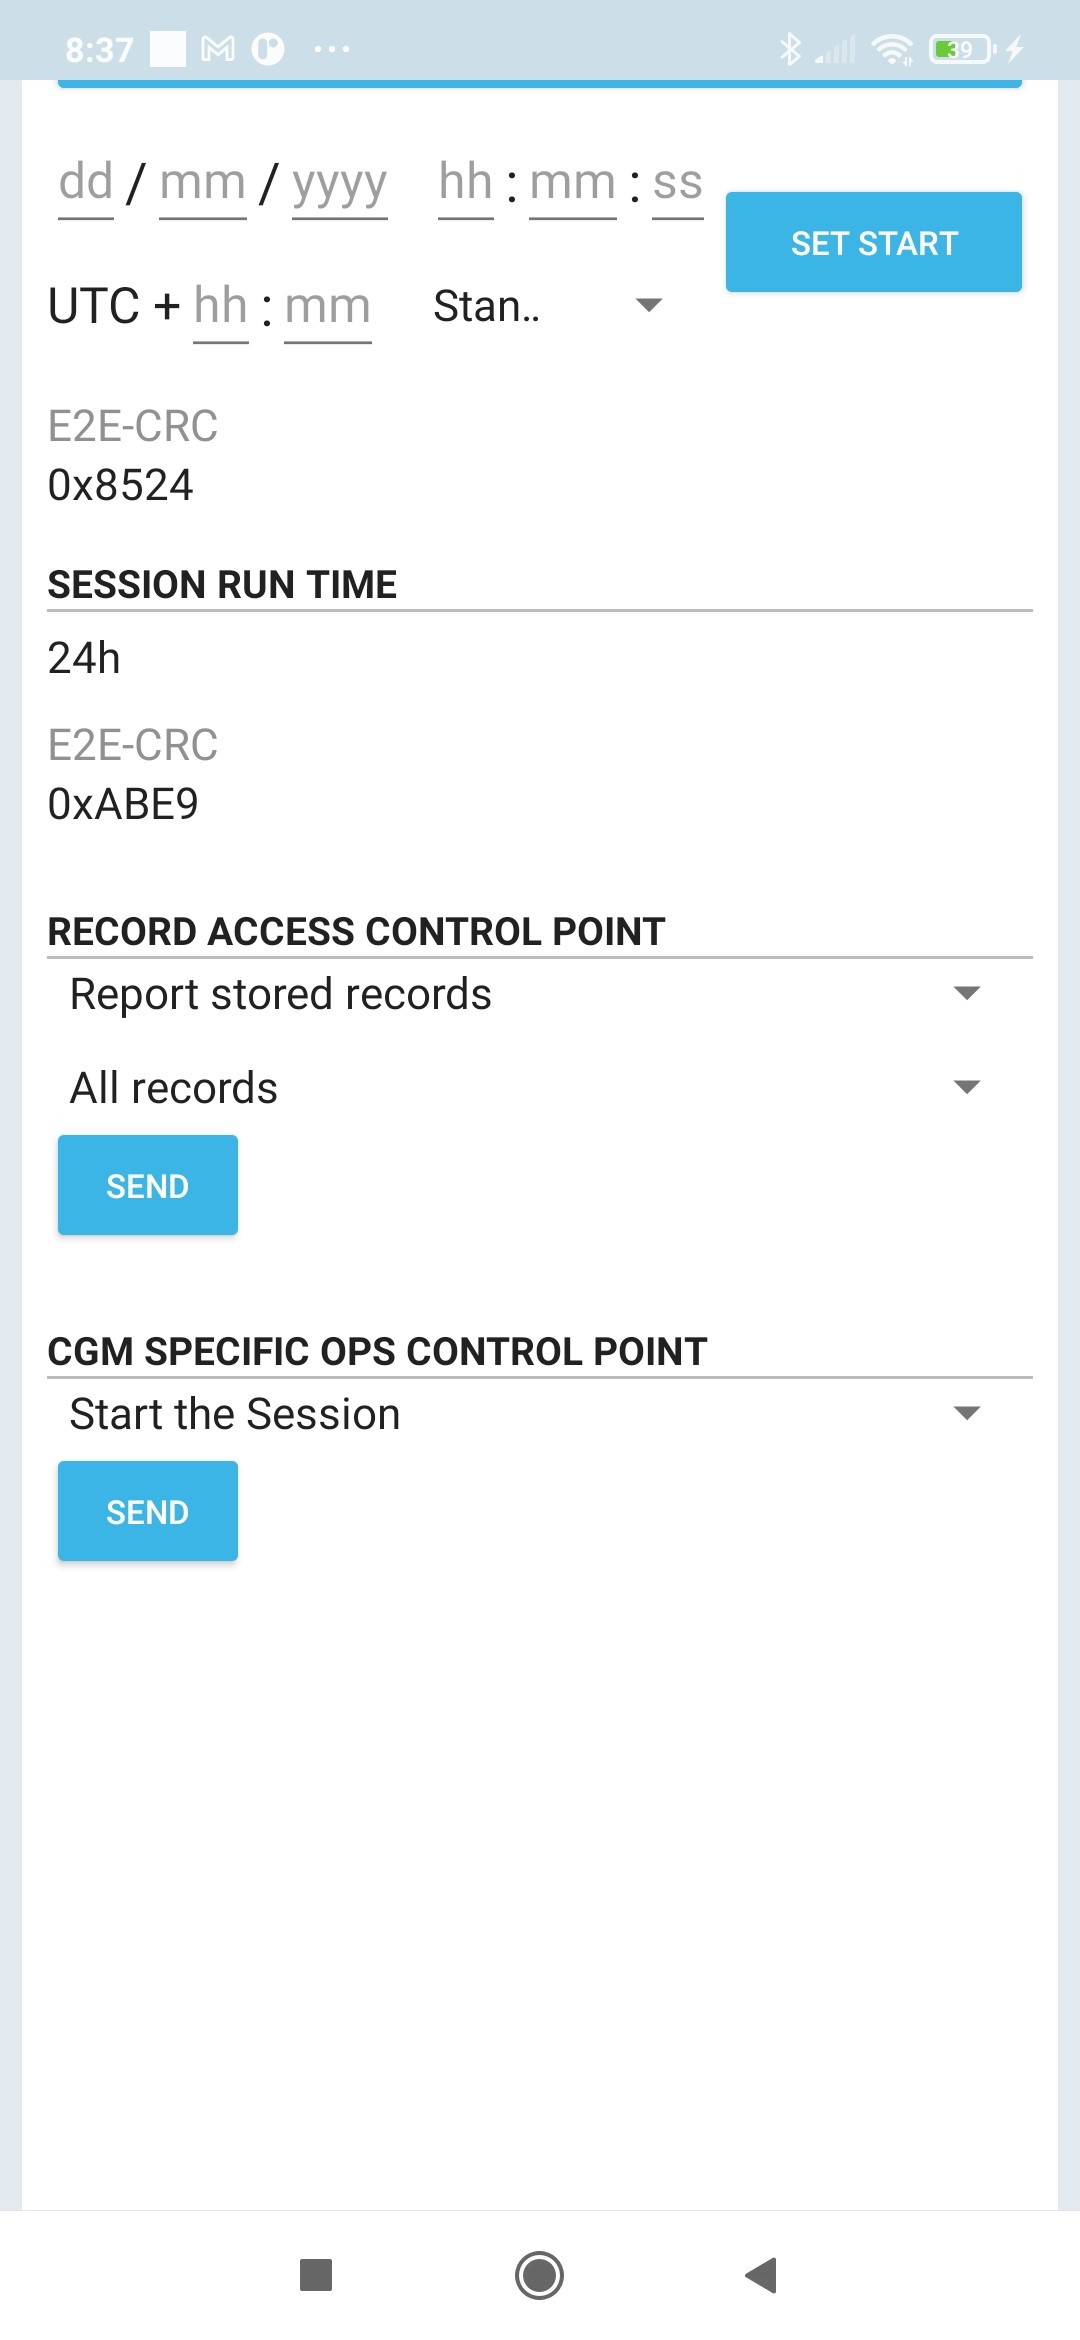 8:37 39
dd / mm / yyyy hh : mm : ss
SET START
UTC + hh : mm Stan..
E2E-CRC
0x8524
SESSION RUN TIME
24h
E2E-CRC
0xABE9
RECORD ACCESS CONTROL POINT
Report stored records
All records
SEND
CGM SPECIFIC OPS CONTROL POINT
Start the Session
SEND